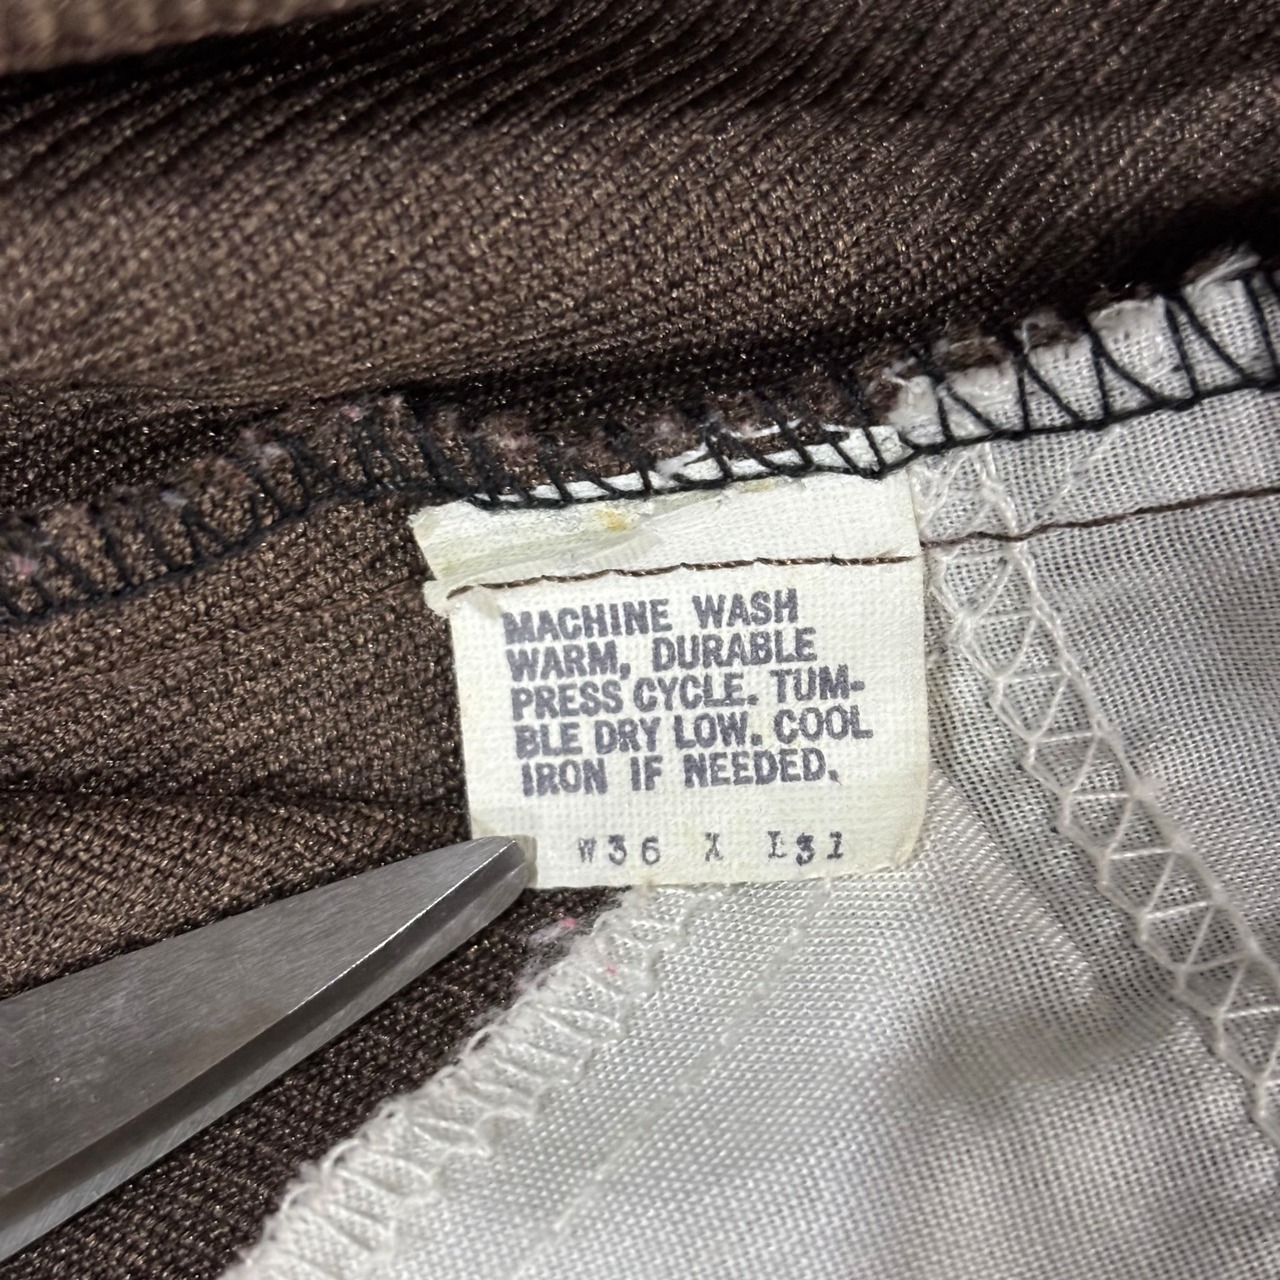 MACHINE WASH
WARM, DURABLE
PRESS CYCLE. TUM-
BLE DRY LOW. COOL
IRON IF NEEDED.
W36 X L31